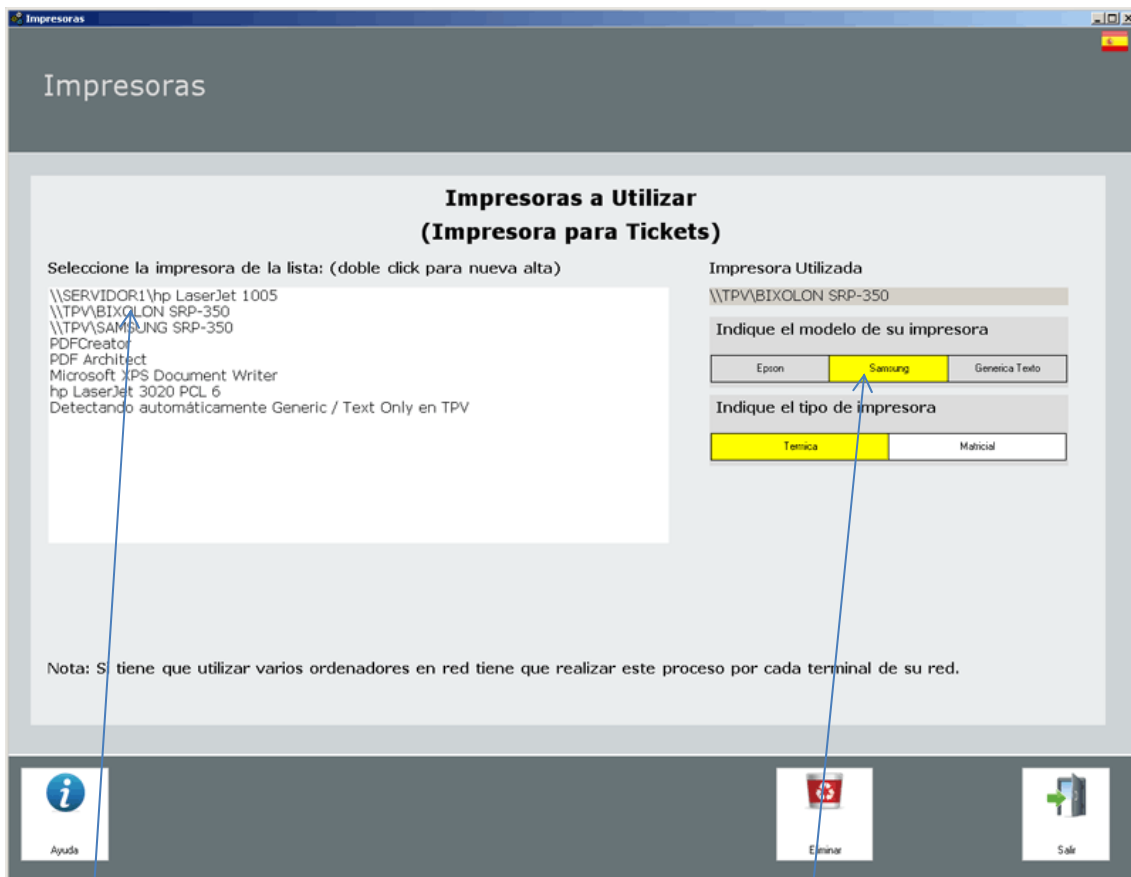 Impresoras
Impresoras
Impresoras a Utilizar
(Impresora para Tickets)
Seleccione la impresora de la lista: (doble click para nueva alta)
\\SERVIDOR1\hp LaserJet 1005
\\TPV\BIXOLON SRP-350
\\TPV\SAMSUNG SRP-350
PDFCreator
PDF Architect
Microsoft XPS Document Writer
hp LaserJet 3020 PCL 6
Detectando automáticamente Generic / Text Only en TPV
Impresora Utilizada
\\TPV\BIXOLON SRP-350
Indique el modelo de su impresora
Epson Samsung Generica Texto
Indique el tipo de impresora
Termica Matricial
Nota: Si tiene que utilizar varios ordenadores en red tiene que realizar este proceso por cada terminal de su red.
Ayuda Eliminar Salir